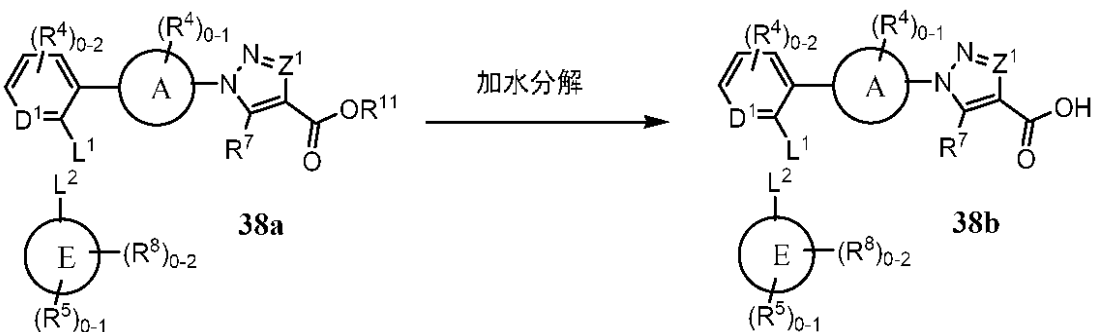 (R⁴)₀₋₂ (R⁴)₀₋₁ N Z¹ A N OR¹¹ D¹ R⁷ O L¹
L²
38a
E (R⁸)₀₋₂
(R⁵)₀₋₁
加水分解
(R⁴)₀₋₂ (R⁴)₀₋₁ N Z¹ A N OH D¹ R⁷ O L¹
L²
38b
E (R⁸)₀₋₂
(R⁵)₀₋₁